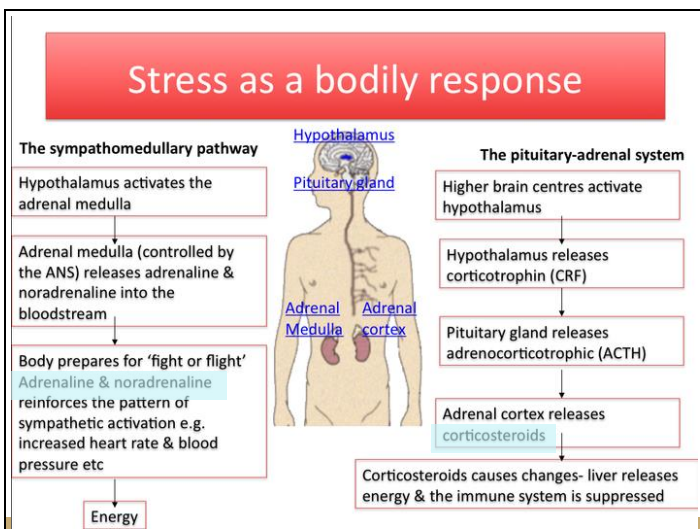 Stress as a bodily response
The sympathomedullary pathway
Hypothalamus activates the
adrenal medulla
Adrenal medulla (controlled by
the ANS) releases adrenaline &
noradrenaline into the
bloodstream
Body prepares for ‘fight or flight’
Adrenaline & noradrenaline
reinforces the pattern of
sympathetic activation e.g.
increased heart rate & blood
pressure etc
Energy
Hypothalamus
Pituitary gland
Adrenal
Medulla
Adrenal
cortex
The pituitary-adrenal system
Higher brain centres activate
hypothalamus
Hypothalamus releases
corticotrophin (CRF)
Pituitary gland releases
adrenocorticotrophic (ACTH)
Adrenal cortex releases
corticosteroids
Corticosteroids causes changes- liver releases
energy & the immune system is suppressed